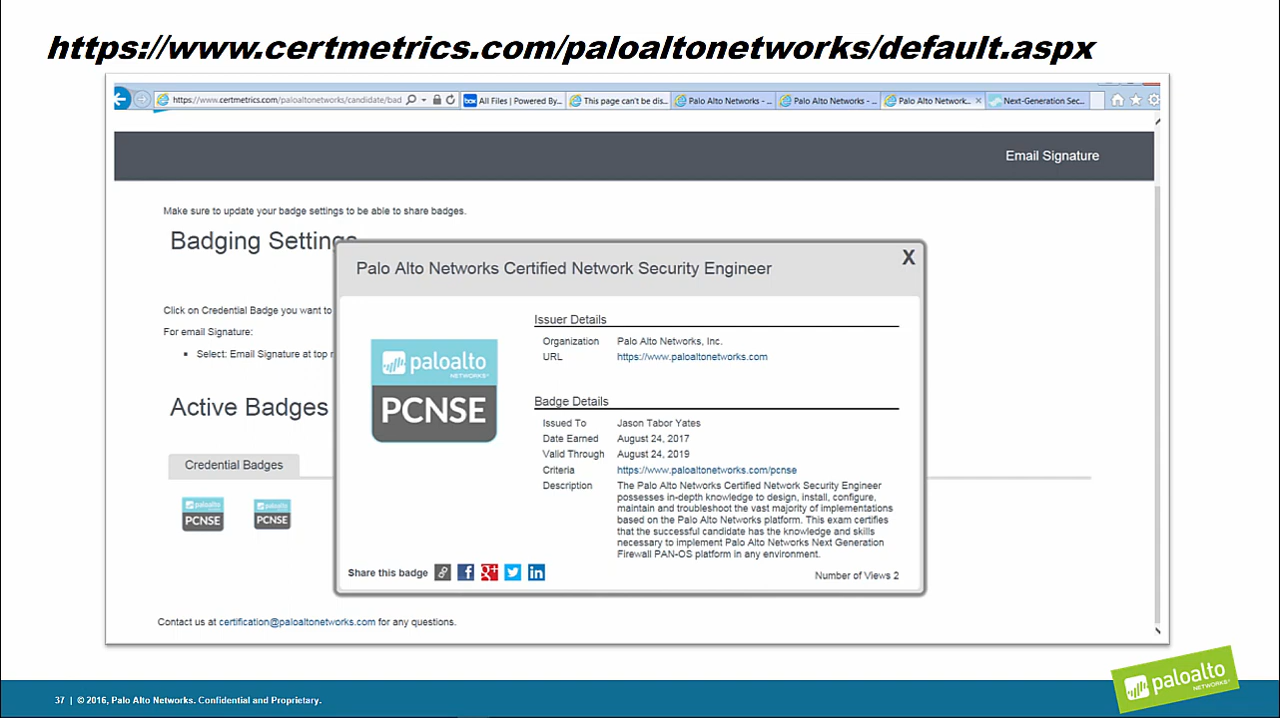 https://www.certmetrics.com/paloaltonetworks/default.aspx
https://www.certmetrics.com/paloaltonetworks/candidate/bad
box All Files | Powered By...
This page can't be dis...
Palo Alto Networks - ...
Palo Alto Networks - ...
Palo Alto Network...
Next-Generation Sec...
Email Signature
Make sure to update your badge settings to be able to share badges.
Badging Settings
Click on Credential Badge you want to
For email Signature:
▪ Select: Email Signature at top r
Active Badges
Credential Badges
paloalto
PCNSE
paloalto
PCNSE
Palo Alto Networks Certified Network Security Engineer
X
paloalto
NETWORKS
PCNSE
Issuer Details
Organization Palo Alto Networks, Inc.
URL https://www.paloaltonetworks.com
Badge Details
Issued To Jason Tabor Yates
Date Earned August 24, 2017
Valid Through August 24, 2019
Criteria https://www.paloaltonetworks.com/pcnse
Description The Palo Alto Networks Certified Network Security Engineer
possesses in-depth knowledge to design, install, configure,
maintain and troubleshoot the vast majority of implementations
based on the Palo Alto Networks platform. This exam certifies
that the successful candidate has the knowledge and skills
necessary to implement Palo Alto Networks Next Generation
Firewall PAN-OS platform in any environment.
Share this badge
Number of Views 2
Contact us at certification@paloaltonetworks.com for any questions.
37 | © 2016, Palo Alto Networks. Confidential and Proprietary.
paloalto
NETWORKS